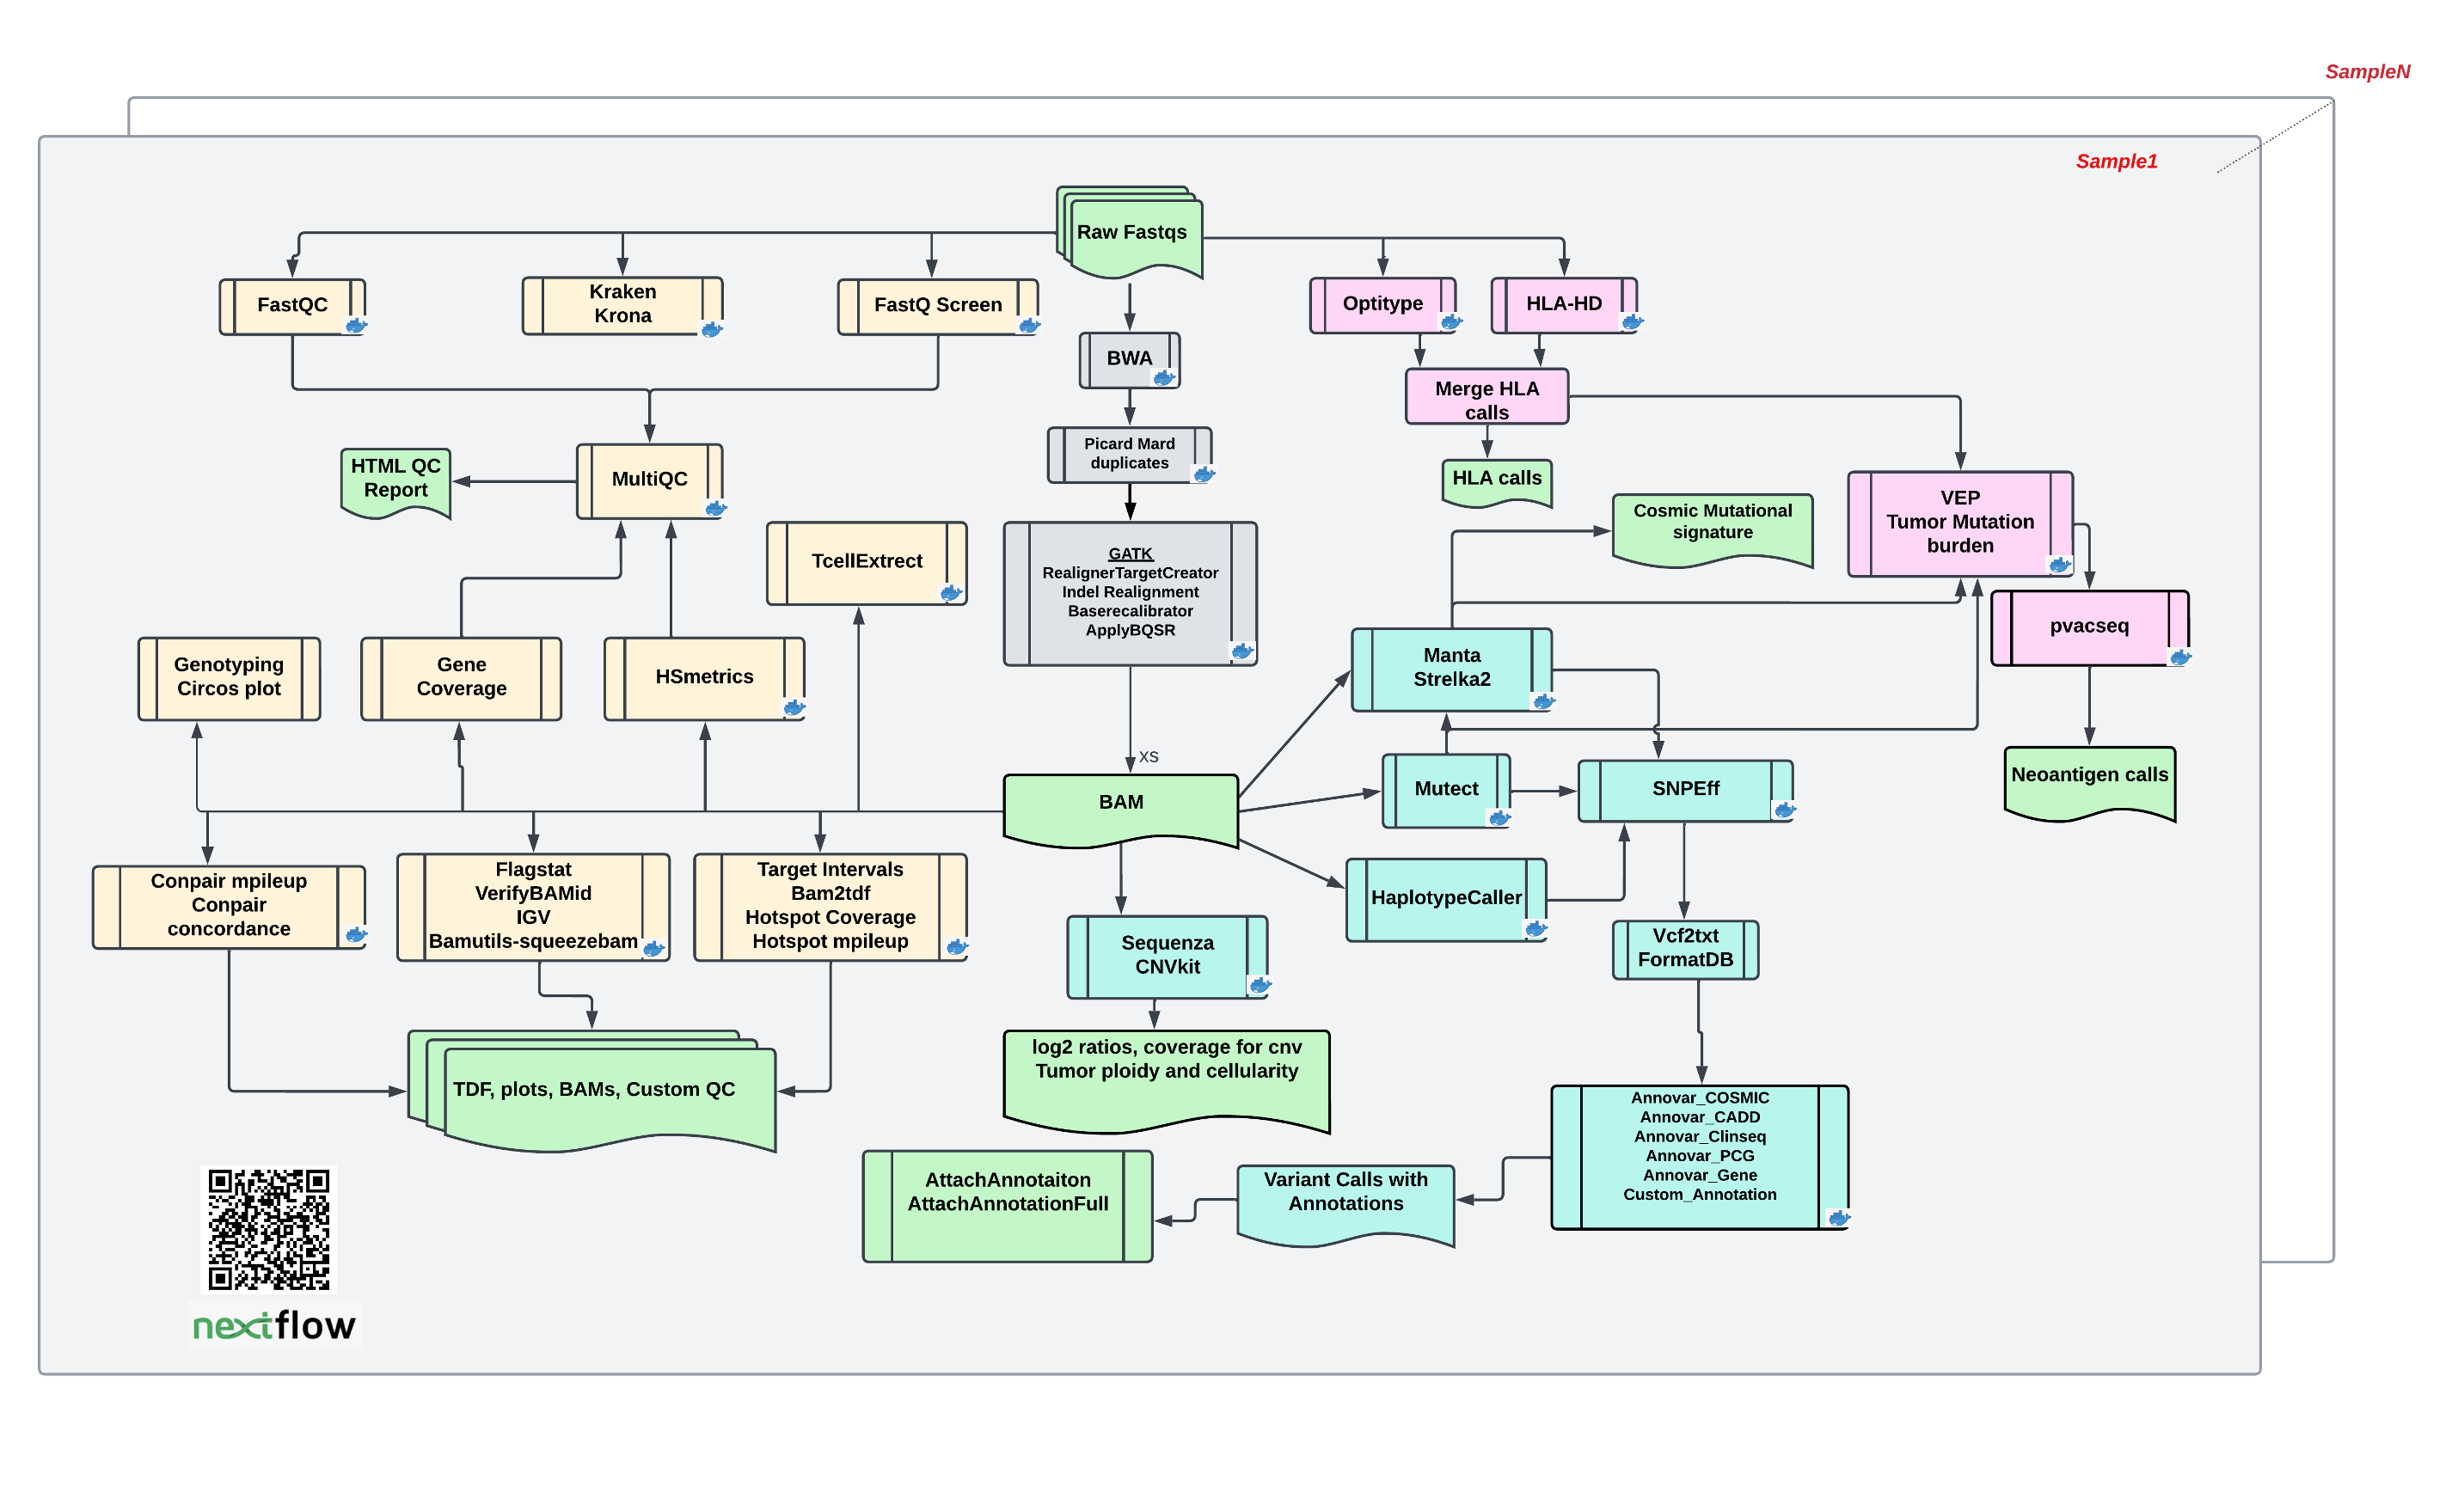 SampleN
Sample1
Raw Fastqs
FastQC
Kraken
Krona
FastQ Screen
Optitype
HLA-HD
BWA
Merge HLA
calls
Picard Mard
duplicates
HTML QC
Report
MultiQC
HLA calls
Cosmic Mutational
signature
VEP
Tumor Mutation
burden
TcellExtrect
GATK
RealignerTargetCreator
Indel Realignment
Baserecalibrator
ApplyBQSR
pvacseq
Genotyping
Circos plot
Gene
Coverage
HSmetrics
Manta
Strelka2
xs
BAM
Mutect
SNPEff
Neoantigen calls
Conpair mpileup
Conpair
concordance
Flagstat
VerifyBAMid
IGV
Bamutils-squeezebam
Target Intervals
Bam2tdf
Hotspot Coverage
Hotspot mpileup
HaplotypeCaller
Sequenza
CNVkit
Vcf2txt
FormatDB
TDF, plots, BAMs, Custom QC
log2 ratios, coverage for cnv
Tumor ploidy and cellularity
Annovar_COSMIC
Annovar_CADD
Annovar_Clinseq
Annovar_PCG
Annovar_Gene
Custom_Annotation
AttachAnnotaiton
AttachAnnotationFull
Variant Calls with
Annotations
nextflow